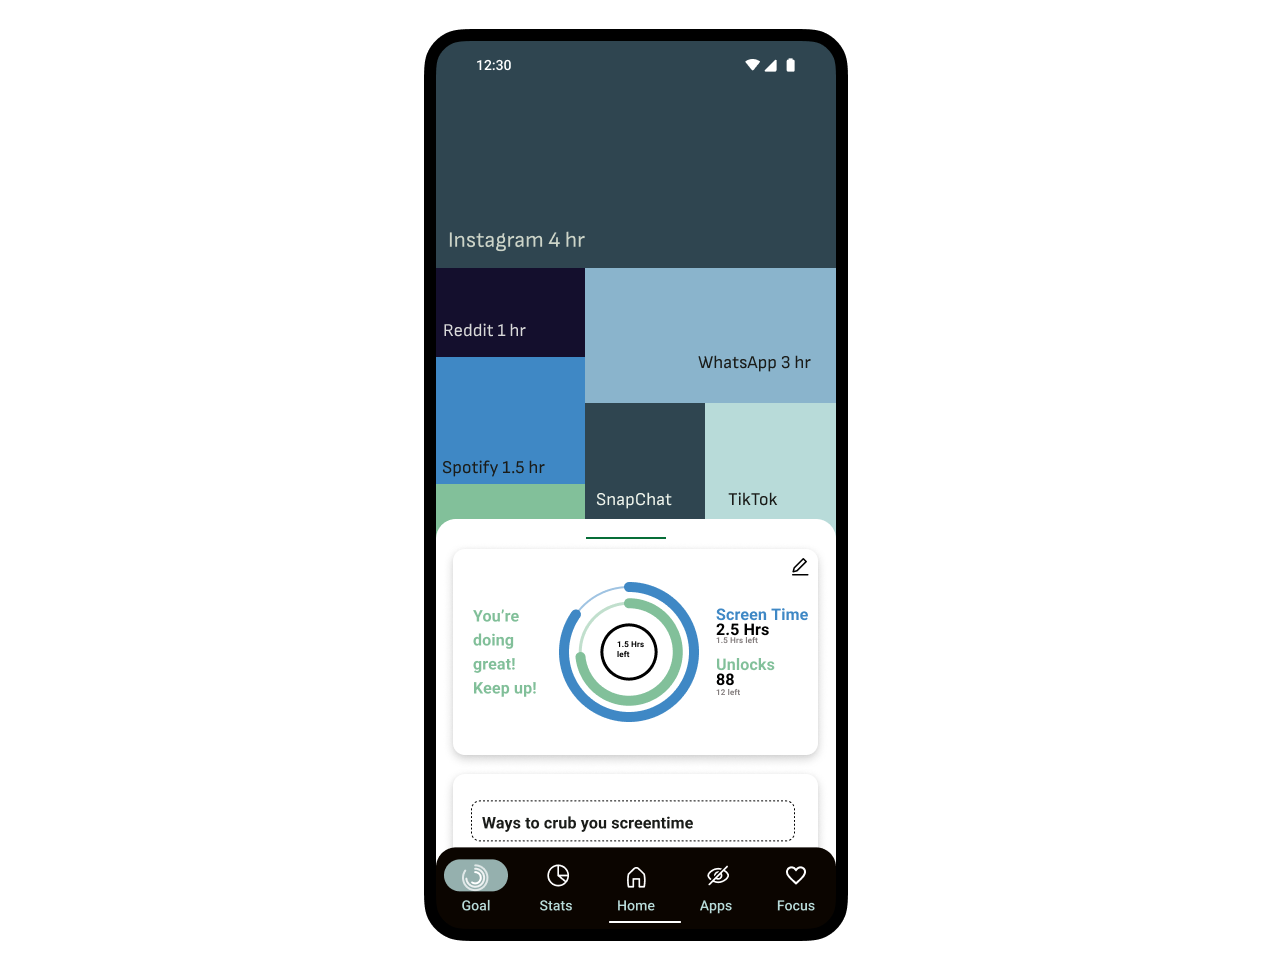 12:30
Instagram 4 hr
Reddit 1 hr
WhatsApp 3 hr
Spotify 1.5 hr
SnapChat
TikTok
You're
doing
great!
Keep up!
1.5 Hrs
left
Screen Time
2.5 Hrs
1.5 Hrs left
Unlocks
88
12 left
Ways to crub you screentime
Goal
Stats
Home
Apps
Focus